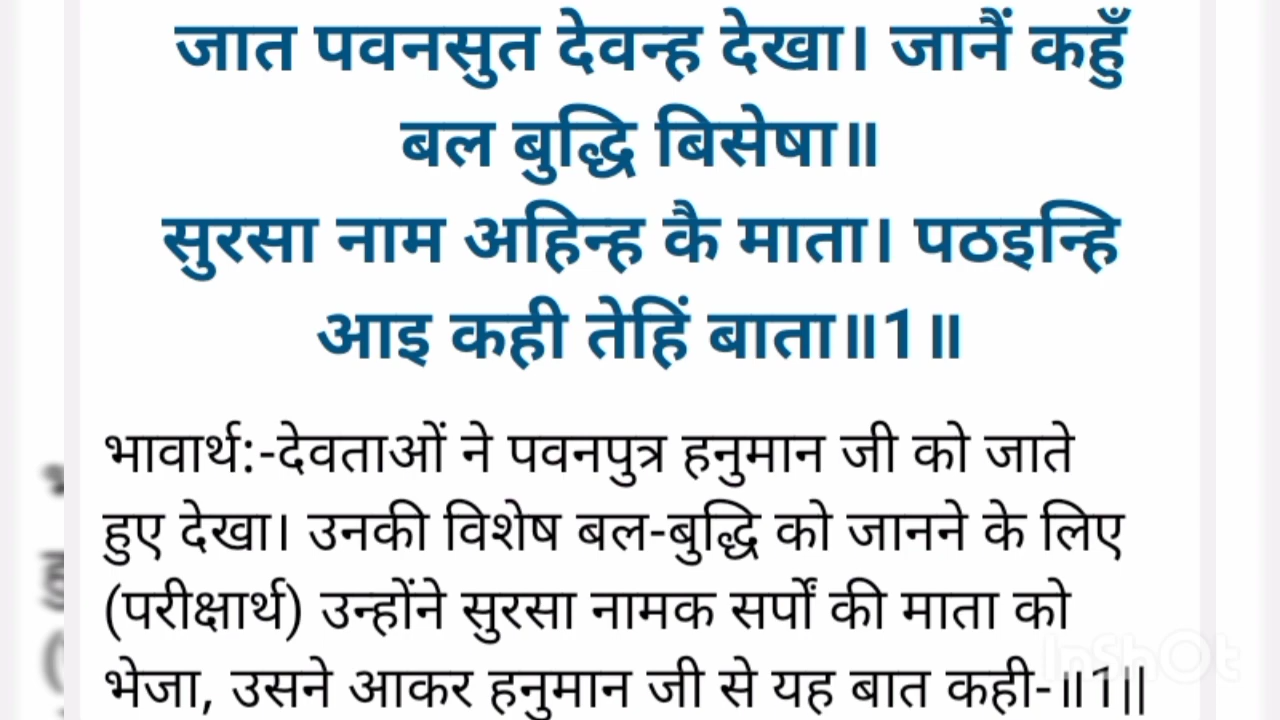 जात पवनसुत देवन्ह देखा। जानैं कहुँ
बल बुद्धि बिसेषा॥
सुरसा नाम अहिन्ह कै माता। पठइन्हि
आइ कही तेहिं बाता॥1॥
भावार्थ:-देवताओं ने पवनपुत्र हनुमान जी को जाते
हुए देखा। उनकी विशेष बल-बुद्धि को जानने के लिए
(परीक्षार्थ) उन्होंने सुरसा नामक सर्पों की माता को
भेजा, उसने आकर हनुमान जी से यह बात कही-॥1||
InShOt